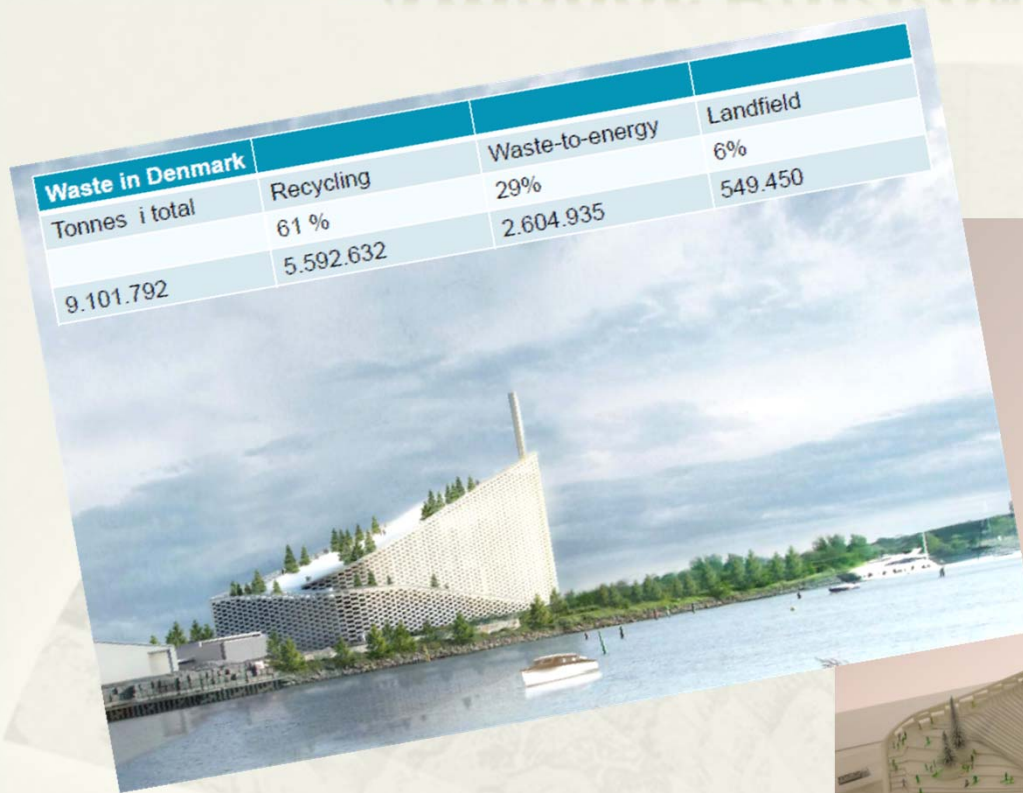 Waste in Denmark
Tonnes i total Recycling Waste-to-energy Landfield
61 % 29% 6%
9.101.792 5.592.632 2.604.935 549.450